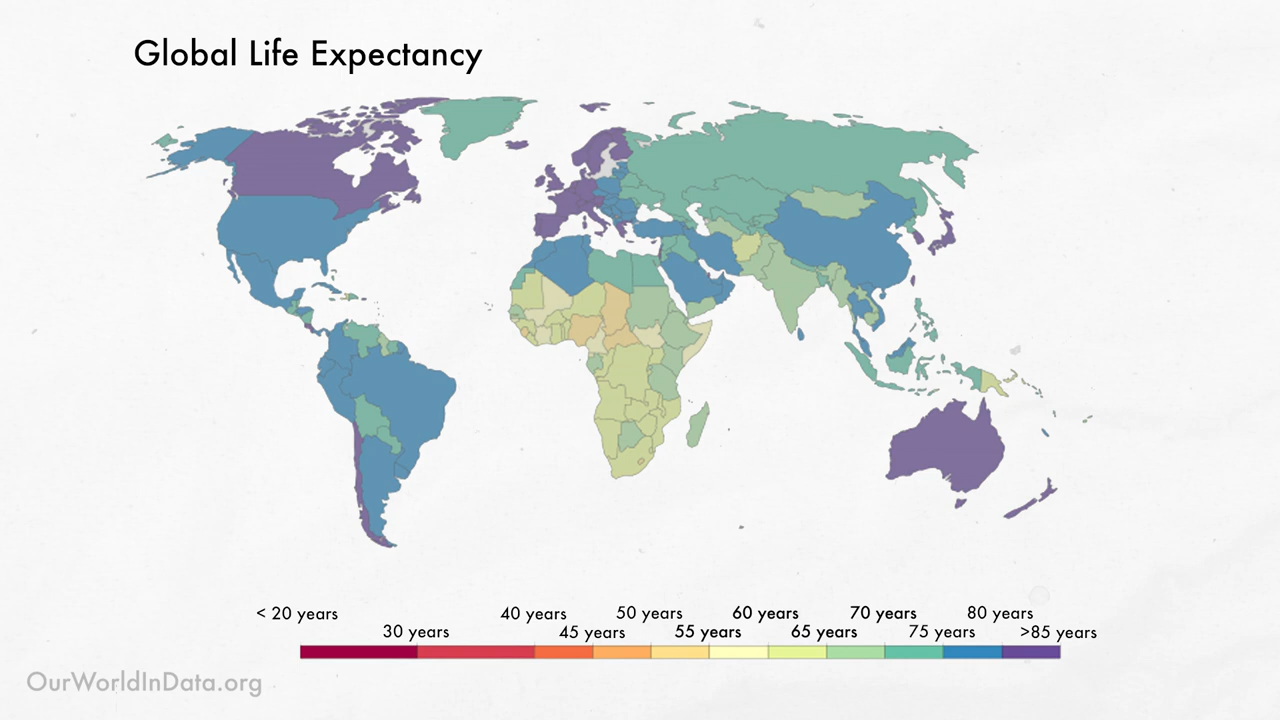 Global Life Expectancy
< 20 years
40 years
50 years
60 years
70 years
80 years
30 years
45 years
55 years
65 years
75 years
>85 years
OurWorldInData.org